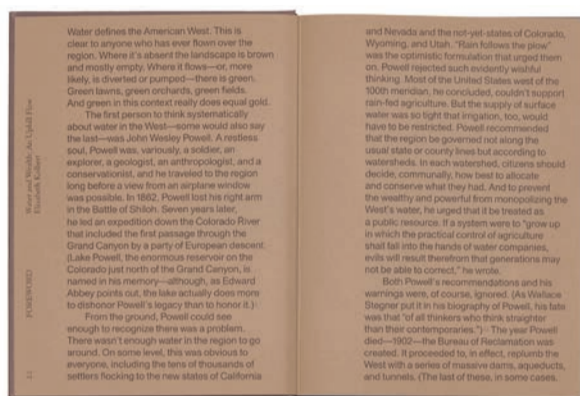 Water defines the American West. This is
clear to anyone who has ever flown over the
region. Where it's absent the landscape is brown
and mostly empty. Where it flows—or, more
likely, is diverted or pumped—there is green.
Green lawns, green orchards, green fields.
And green in this context really does equal gold.
The first person to think systematically
about water in the West—some would also say
the last—was John Wesley Powell. A restless
soul, Powell was, variously, a soldier, an
explorer, a geologist, an anthropologist, and a
conservationist, and he traveled to the region
long before a view from an airplane window
was possible. In 1862, Powell lost his right arm
in the Battle of Shiloh. Seven years later,
he led an expedition down the Colorado River
that included the first passage through the
Grand Canyon by a party of European descent.
(Lake Powell, the enormous reservoir on the
Colorado just north of the Grand Canyon, is
named in his memory—although, as Edward
Abbey points out, the lake actually does more
to dishonor Powell's legacy than to honor it.)
From the ground, Powell could see
enough to recognize there was a problem.
There wasn't enough water in the region to go
around. On some level, this was obvious to
everyone, including the tens of thousands of
settlers flocking to the new states of California
Water and Wealth: An Uphill Flow
Elizabeth Kolbert
FOREWORD
and Nevada and the not-yet-states of Colorado,
Wyoming, and Utah. "Rain follows the plow"
was the optimistic formulation that urged them
on. Powell rejected such evidently wishful
thinking. Most of the United States west of the
100th meridian, he concluded, couldn't support
rain-fed agriculture. But the supply of surface
water was so tight that irrigation, too, would
have to be restricted. Powell recommended
that the region be governed not along the
usual state or county lines but according to
watersheds. In each watershed, citizens should
decide, communally, how best to allocate
and conserve what they had. And to prevent
the wealthy and powerful from monopolizing the
West's water, he urged that it be treated as
a public resource. If a system were to "grow up
in which the practical control of agriculture
shall fall into the hands of water companies,
evils will result therefrom that generations may
not be able to correct," he wrote.
Both Powell's recommendations and his
warnings were, of course, ignored. (As Wallace
Stegner put it in his biography of Powell, his fate
was that "of all thinkers who think straighter
than their contemporaries.") The year Powell
died—1902—the Bureau of Reclamation was
created. It proceeded to, in effect, replumb the
West with a series of massive dams, aqueducts,
and tunnels. (The last of these, in some cases,